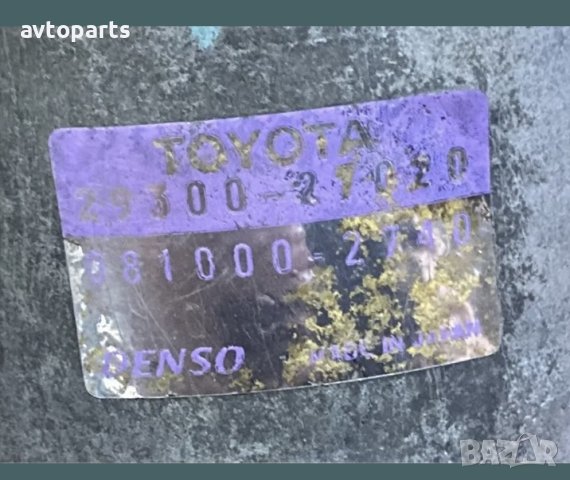 avtoparts
TOYOTA
29300-27020
081000-2740
DENSO
MADE IN JAPAN
BAZAR